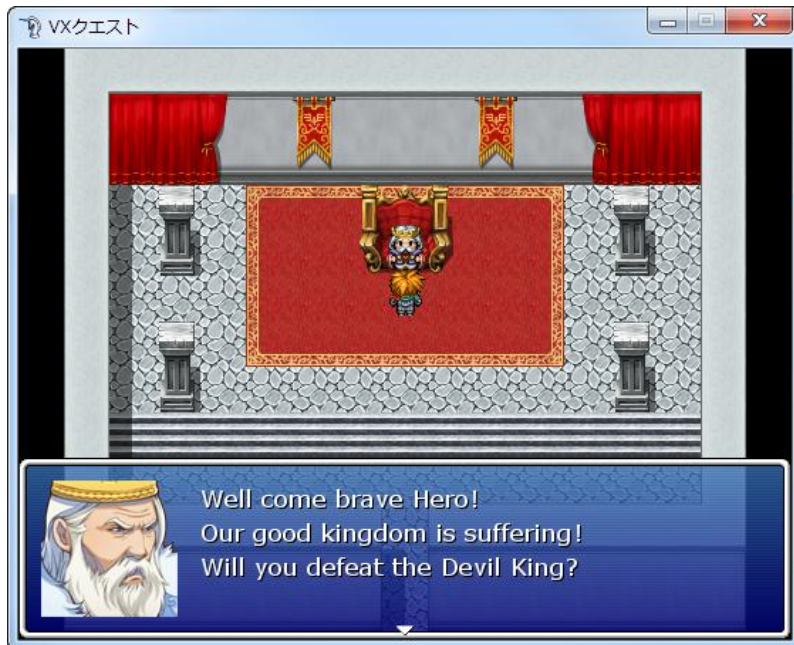 VXクエスト
Well come brave Hero!
Our good kingdom is suffering!
Will you defeat the Devil King?